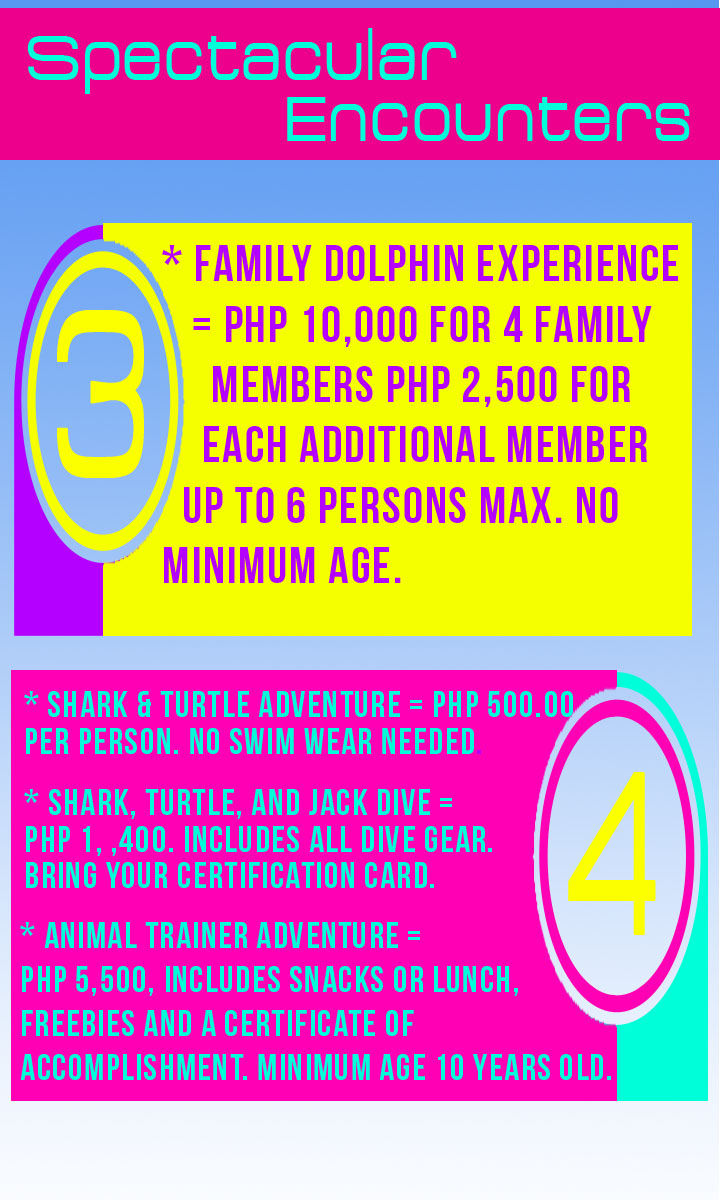 Spectacular
Encounters
3
* FAMILY DOLPHIN EXPERIENCE
= PHP 10,000 FOR 4 FAMILY
MEMBERS PHP 2,500 FOR
EACH ADDITIONAL MEMBER
UP TO 6 PERSONS MAX. NO
MINIMUM AGE.
* SHARK & TURTLE ADVENTURE = PHP 500.00
PER PERSON. NO SWIM WEAR NEEDED.
* SHARK, TURTLE, AND JACK DIVE =
PHP 1, ,400. INCLUDES ALL DIVE GEAR.
BRING YOUR CERTIFICATION CARD.
* ANIMAL TRAINER ADVENTURE =
PHP 5,500, INCLUDES SNACKS OR LUNCH,
FREEBIES AND A CERTIFICATE OF
ACCOMPLISHMENT. MINIMUM AGE 10 YEARS OLD.
4